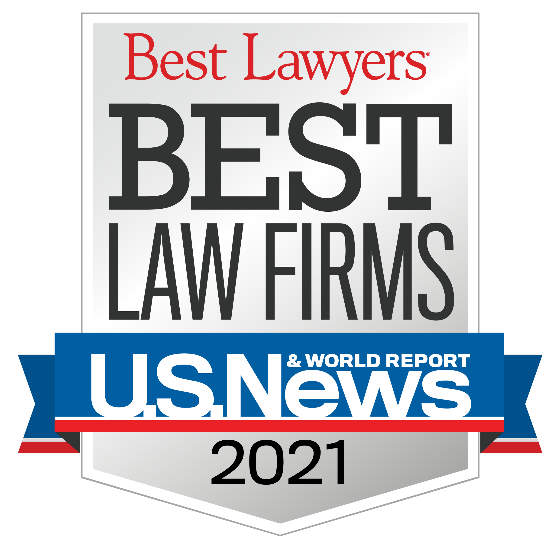 Best Lawyers®
BEST
LAW FIRMS
& WORLD REPORT
U.S.News
2021